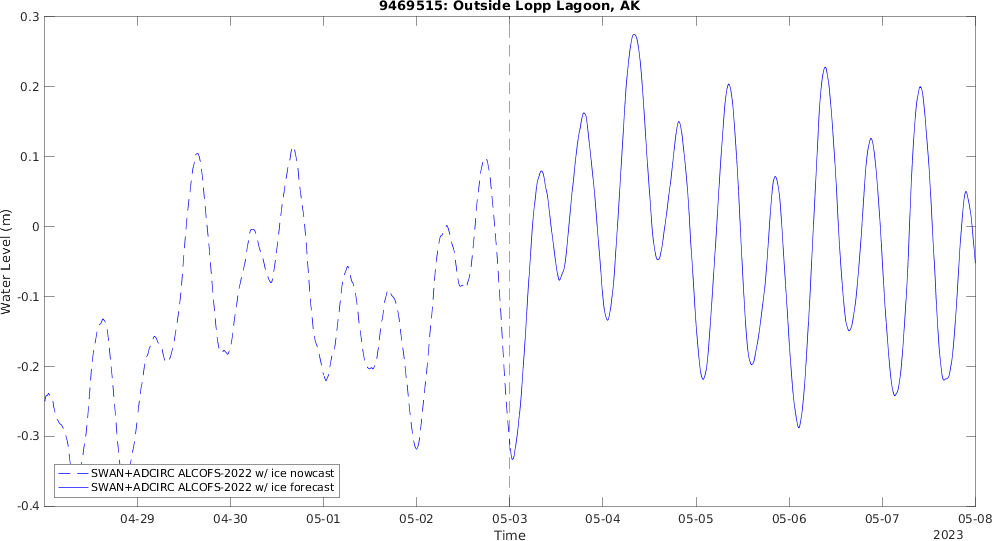 9469515: Outside Lopp Lagoon, AK
0.3
0.2
0.1
0
-0.1
-0.2
-0.3
-0.4
Water Level (m)
SWAN+ADCIRC ALCOFS-2022 w/ ice nowcast
SWAN+ADCIRC ALCOFS-2022 w/ ice forecast
04-29 04-30 05-01 05-02 05-03 05-04 05-05 05-06 05-07 05-08
Time
2023